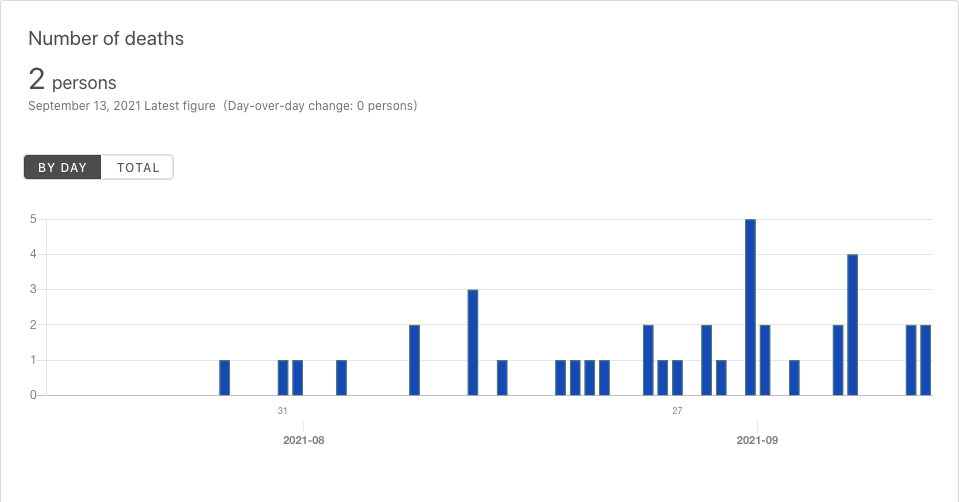 Number of deaths
2 persons
September 13, 2021 Latest figure (Day-over-day change: 0 persons)
BY DAY TOTAL
5
4
3
2
1
0
31 27
2021-08 2021-09